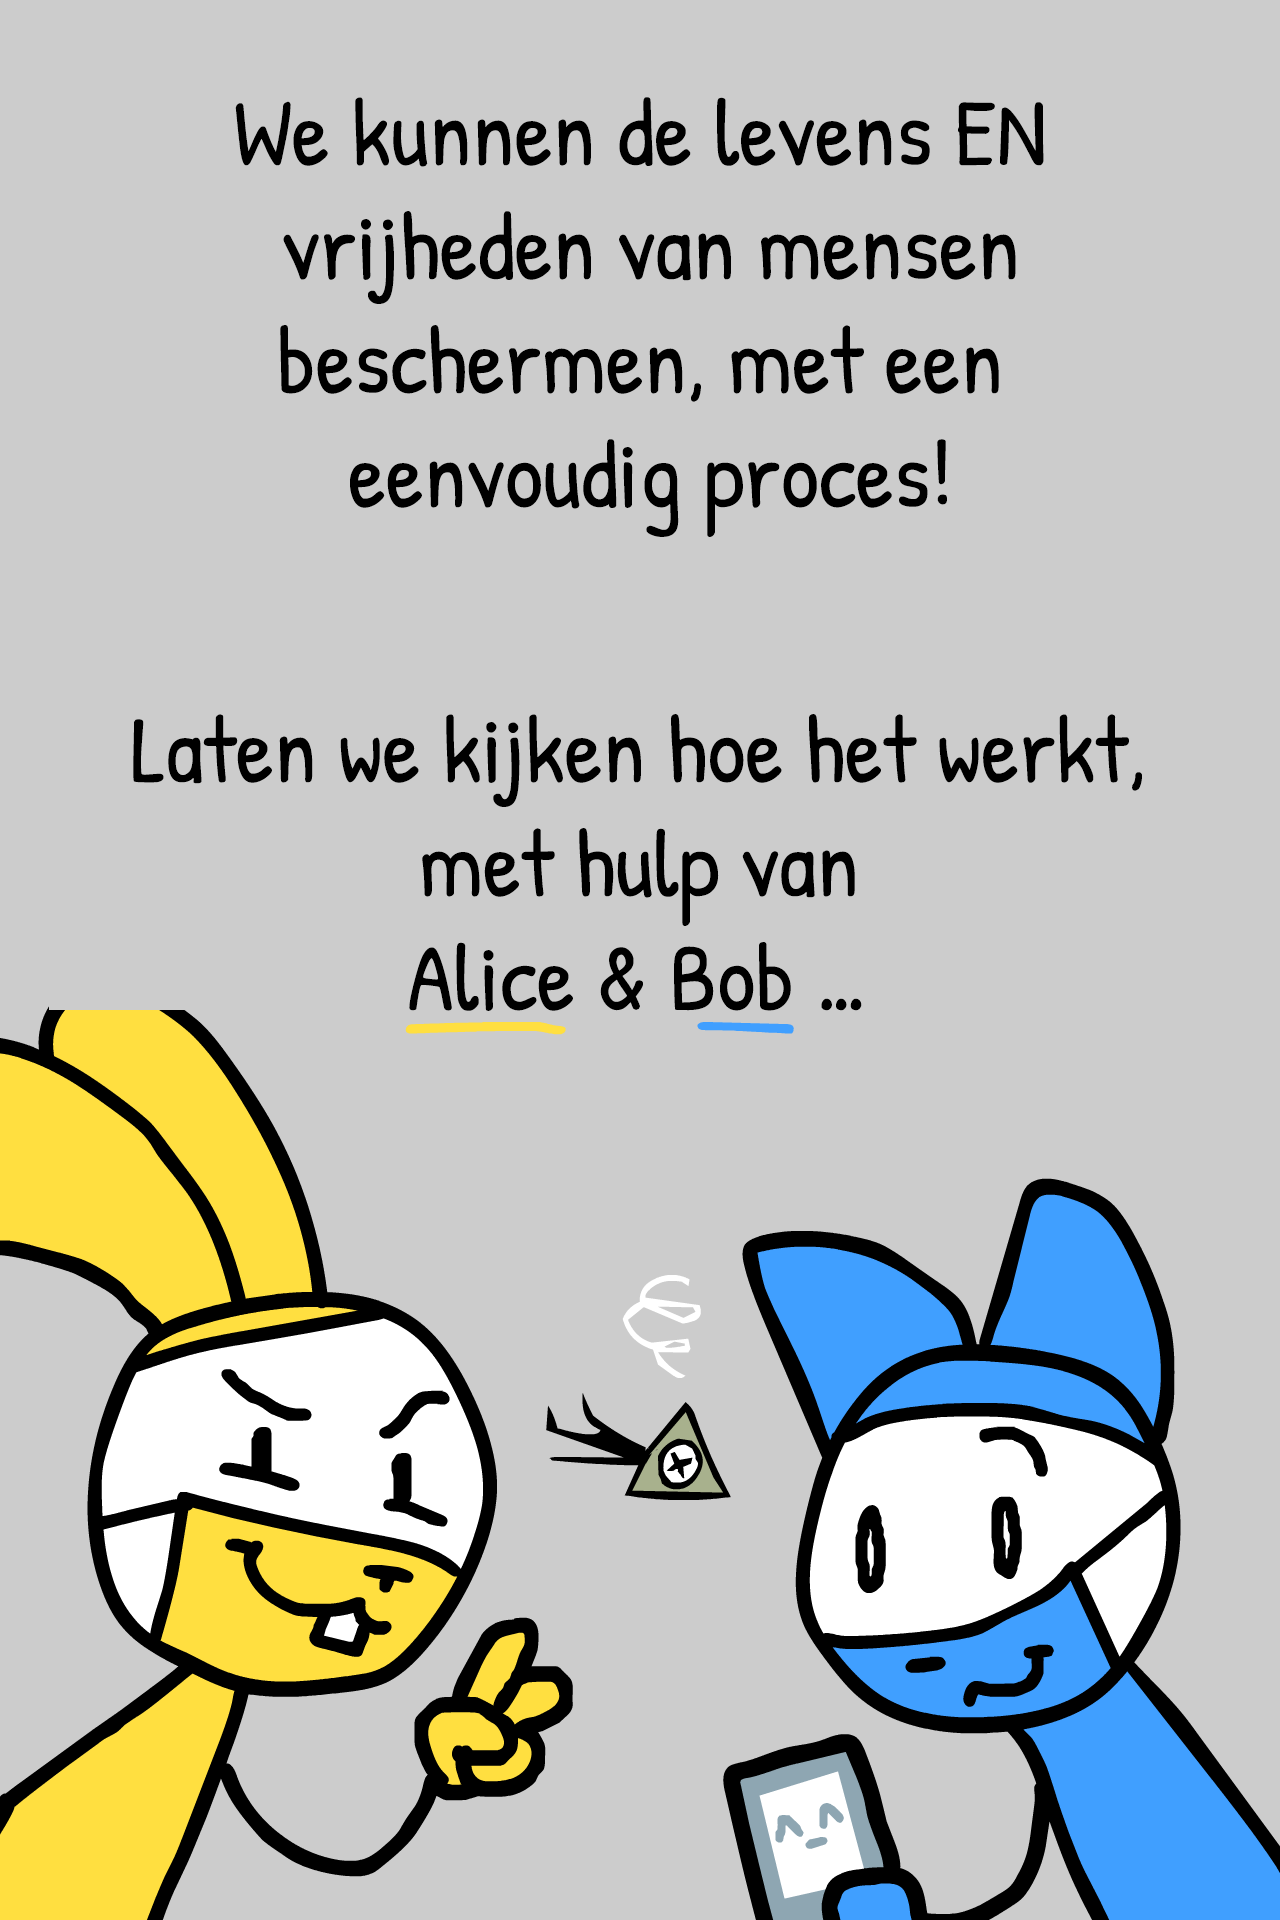 We kunnen de levens EN
vrijheden van mensen
beschermen, met een
eenvoudig proces!
Laten we kijken hoe het werkt,
met hulp van
Alice & Bob ...